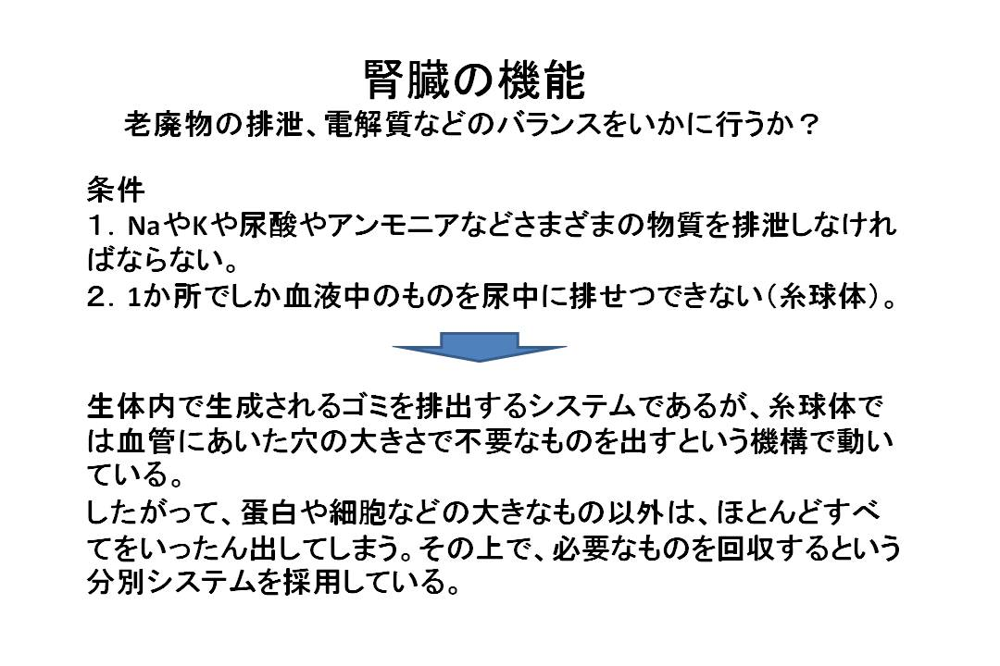 腎臓の機能
老廃物の排泄、電解質などのバランスをいかに行うか？
条件
１．NaやKや尿酸やアンモニアなどさまざまの物質を排泄しなけれ
ばならない。
２．1か所でしか血液中のものを尿中に排せつできない（糸球体）。
生体内で生成されるゴミを排出するシステムであるが、糸球体で
は血管にあいた穴の大きさで不要なものを出すという機構で動い
ている。
したがって、蛋白や細胞などの大きなもの以外は、ほとんどすべ
てをいったん出してしまう。その上で、必要なものを回収するという
分別システムを採用している。